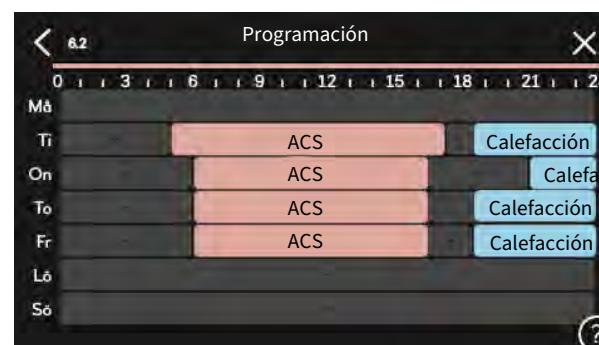 6.2 Programación
0 3 6 9 12 15 18 21 2
Må
Ti ACS Calefacción
On ACS Calefa
To ACS Calefacción
Fr ACS Calefacción
Lö
Sö
?